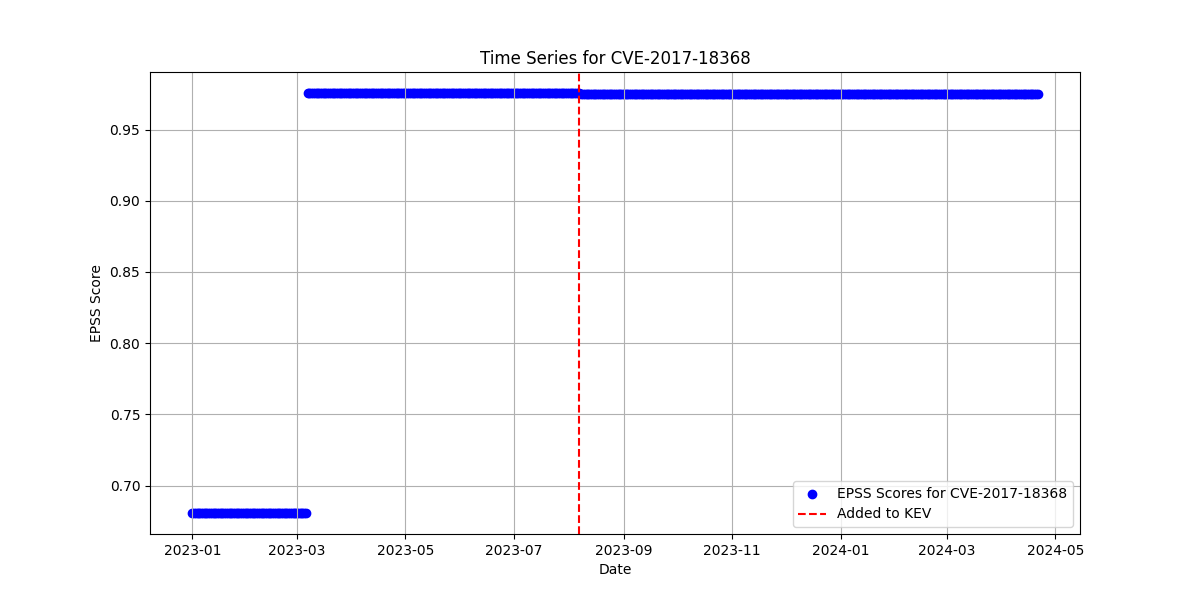 Time Series for CVE-2017-18368
EPSS Score
0.95
0.90
0.85
0.80
0.75
0.70
EPSS Scores for CVE-2017-18368
Added to KEV
2023-01 2023-03 2023-05 2023-07 2023-09 2023-11 2024-01 2024-03 2024-05
Date